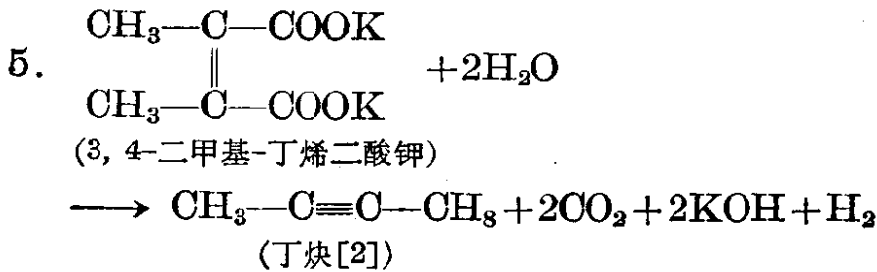 CH₃—C—COOK
5. ‖ +2H₂O
CH₃—C—COOK
(3, 4-二甲基-丁烯二酸钾)
⟶ CH₃—C≡C—CH₈+2CO₂+2KOH+H₂
(丁炔[2])